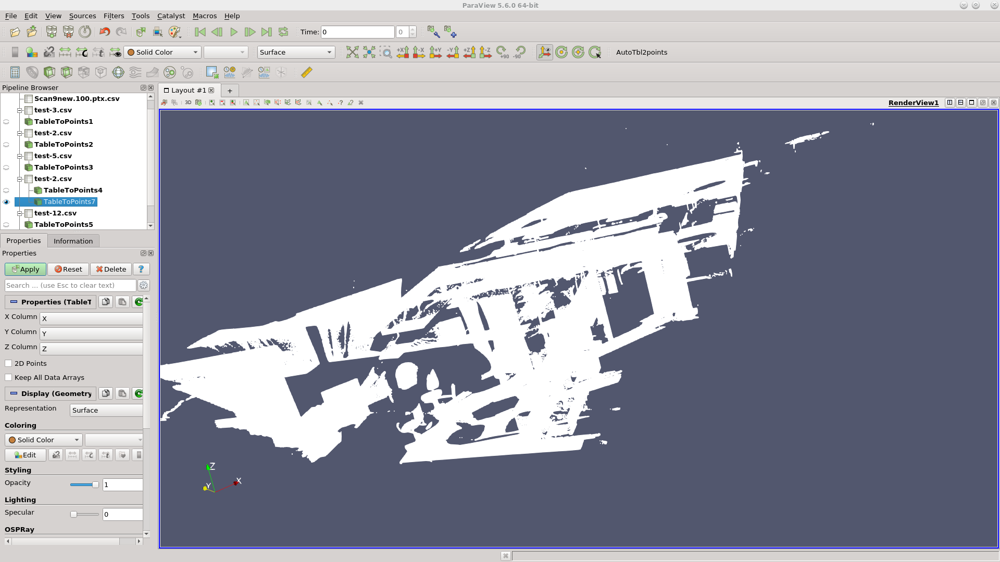 ParaView 5.6.0 64-bit
File Edit View Sources Filters Tools Catalyst Macros Help
Time: 0 0
Solid Color Surface +X -X +Y -Y +Z -Z +90 -90 AutoTbl2points
Pipeline Browser
Layout #1 +
3D ? RenderView1
Scan9new.100.ptx.csv
test-3.csv
TableToPoints1
test-2.csv
TableToPoints2
test-5.csv
TableToPoints3
test-2.csv
TableToPoints4
TableToPoints7
test-12.csv
TableToPoints5
Properties Information
Properties
Apply Reset Delete ?
Search ... (use Esc to clear text)
Properties (TableT
X Column X
Y Column Y
Z Column Z
2D Points
Keep All Data Arrays
Display (Geometry
Representation Surface
Coloring
Solid Color
Edit
Styling
Opacity 1
Lighting
Specular 0
OSPRay
Z
Y
X